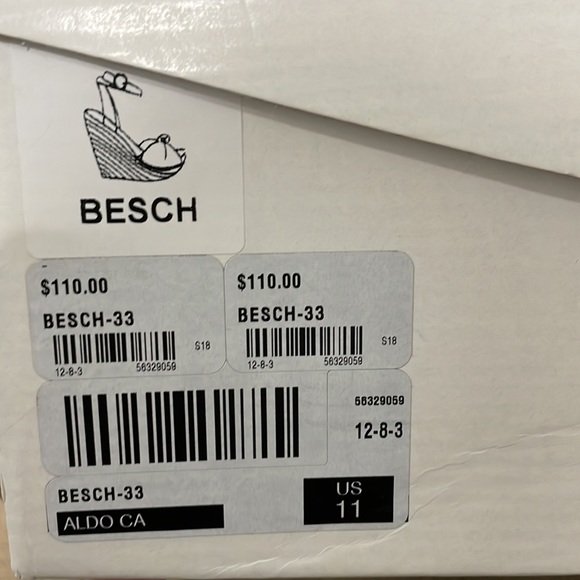 BESCH
$110.00
BESCH-33
S18
12-8-3 56329059
$110.00
BESCH-33
S18
12-8-3 56329059
56329059
12-8-3
BESCH-33
ALDO CA
US
11